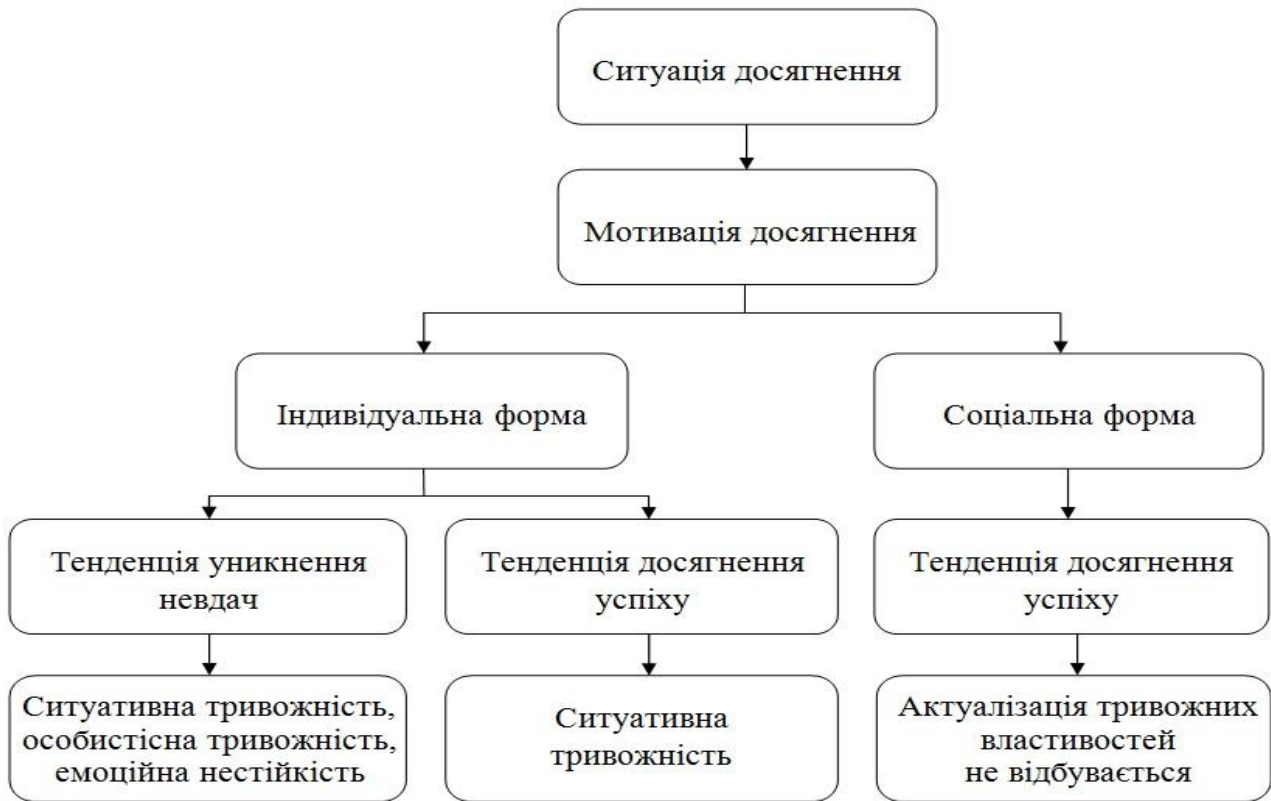 Ситуація досягнення
Мотивація досягнення
Індивідуальна форма
Соціальна форма
Тенденція уникнення
невдач
Тенденція досягнення
успіху
Тенденція досягнення
успіху
Ситуативна тривожність,
особистісна тривожність,
емоційна нестійкість
Ситуативна
тривожність
Актуалізація тривожних
властивостей
не відбувається